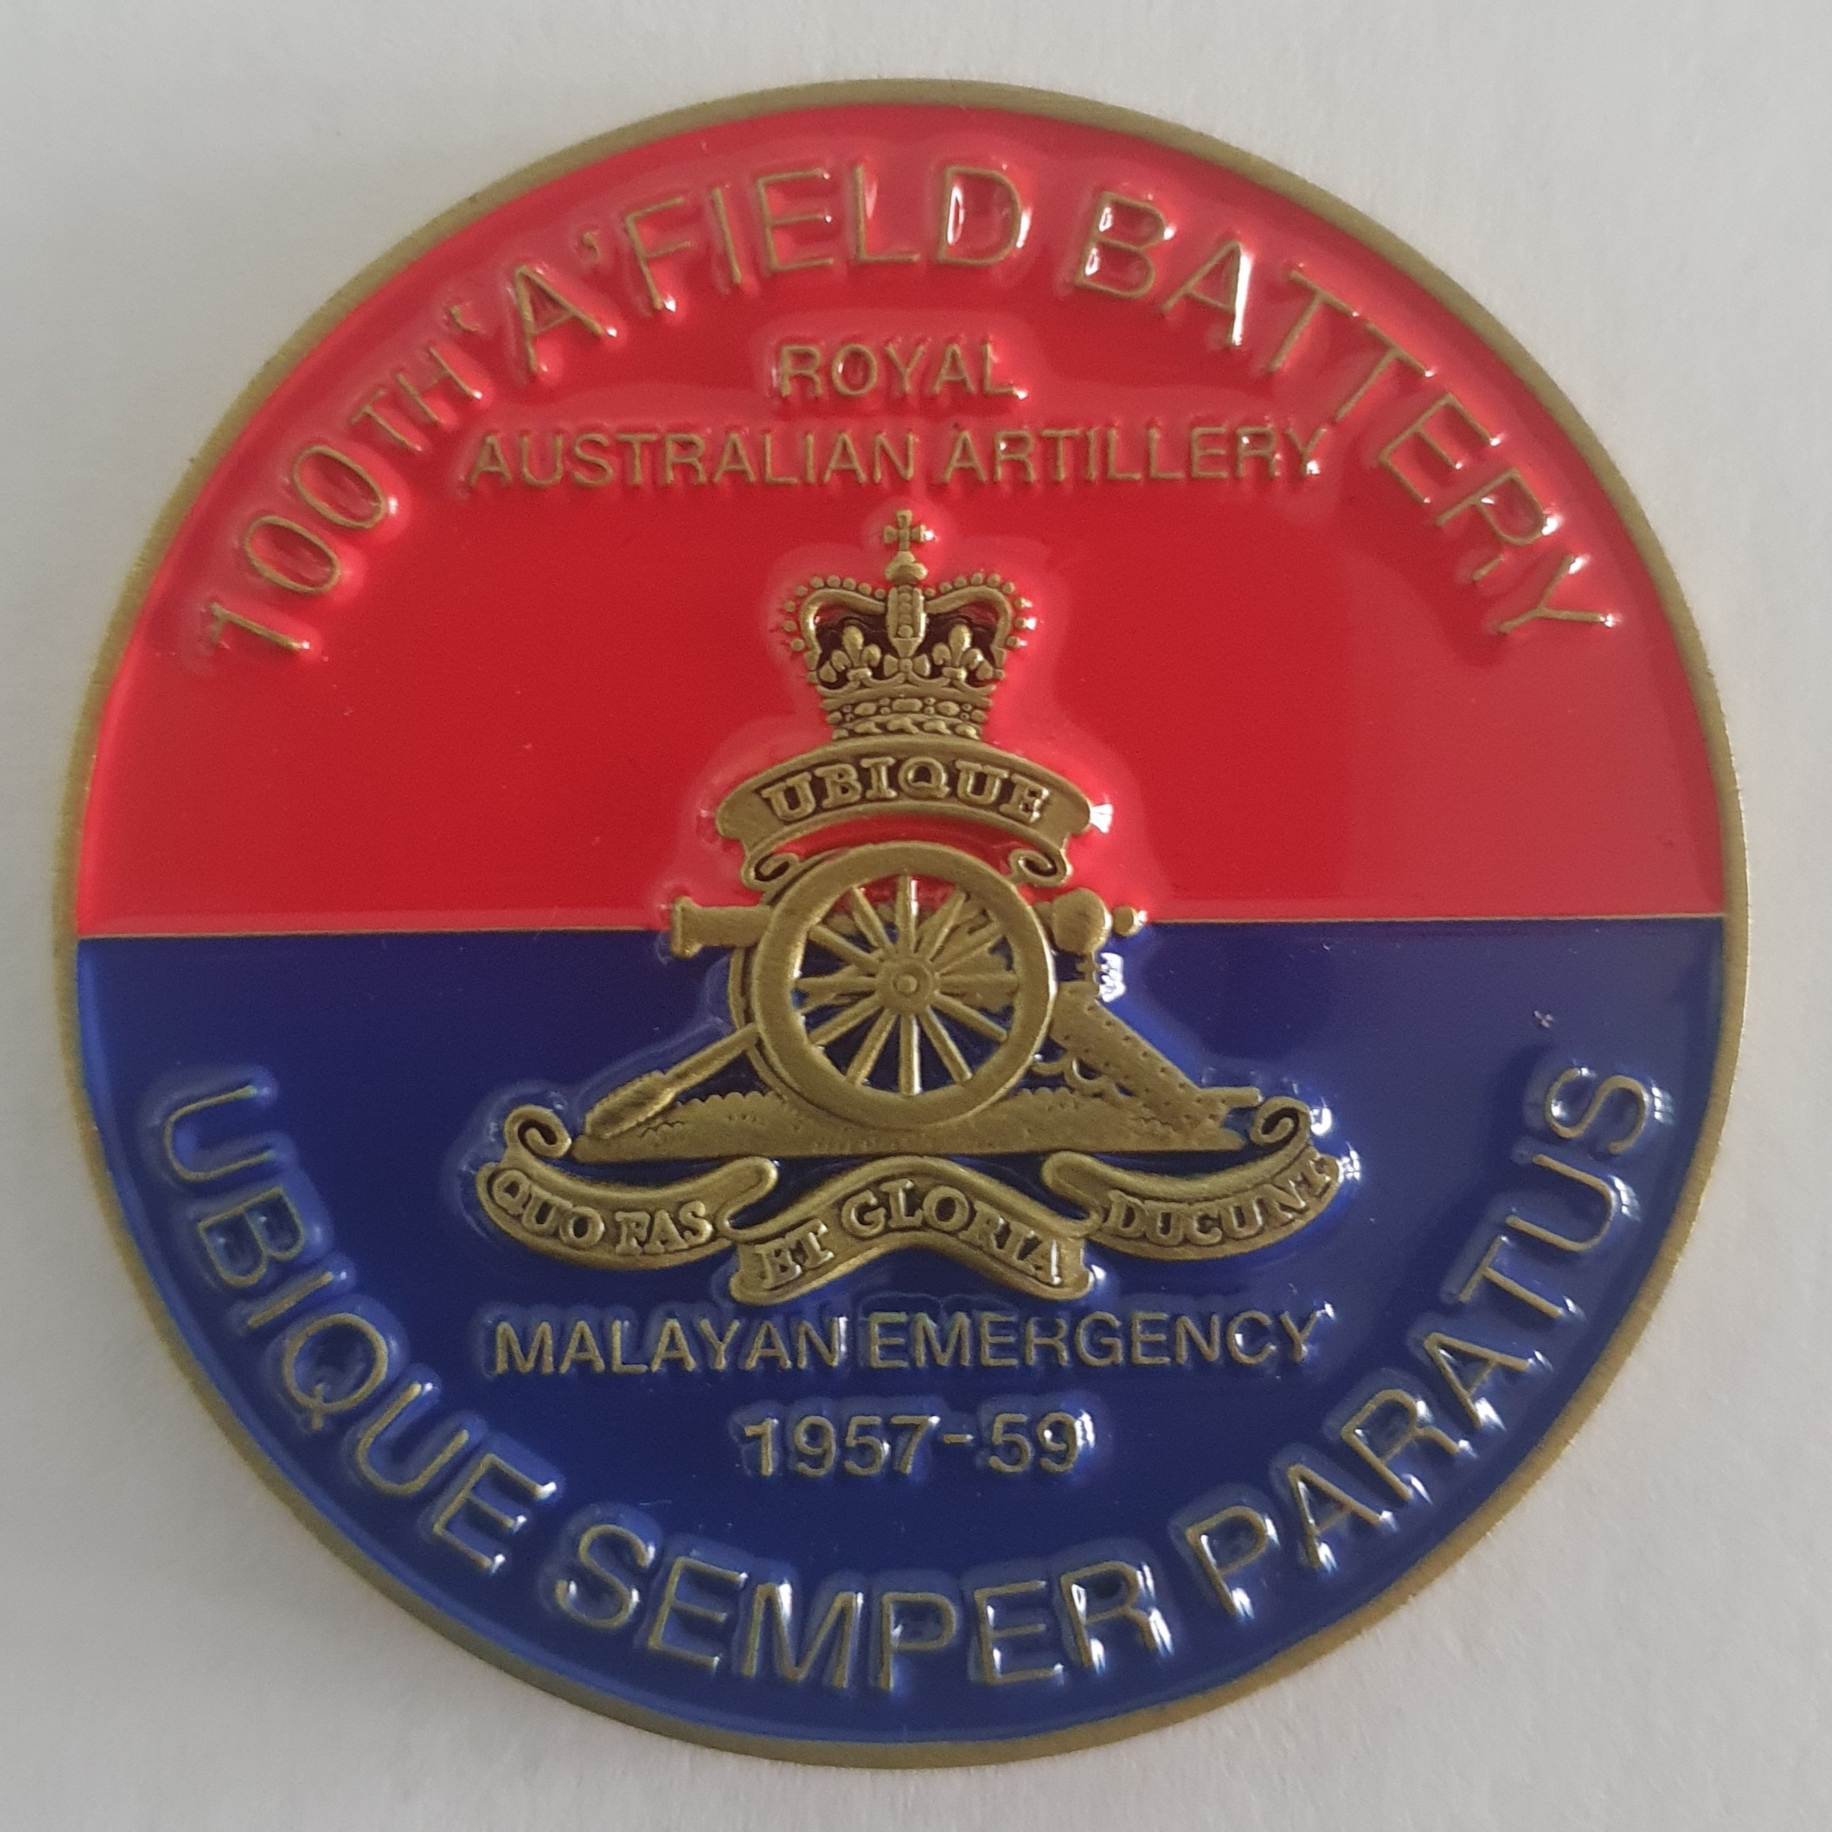 100TH 'A' FIELD BATTERY
ROYAL
AUSTRALIAN ARTILLERY
UBIQUE
QUO FAS ET GLORIA DUCUNT
MALAYAN EMERGENCY
1957-59
UBIQUE SEMPER PARATUS